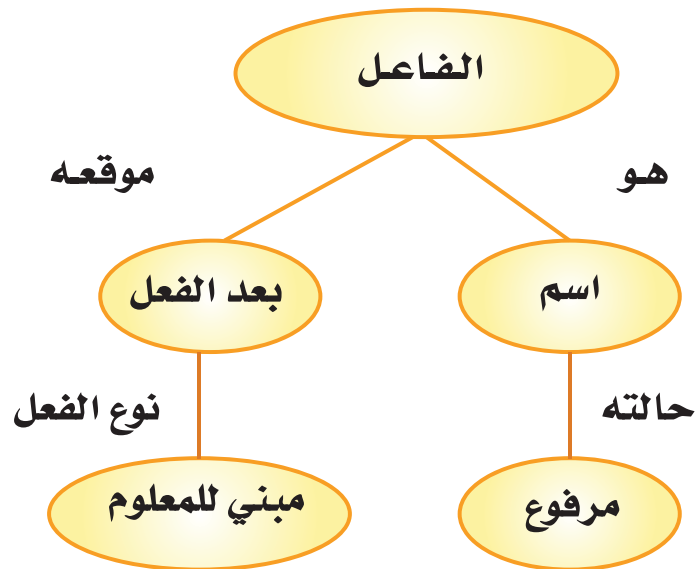 الفاعل
هو
موقعه
اسم
بعد الفعل
حالته
نوع الفعل
مرفوع
مبني للمعلوم